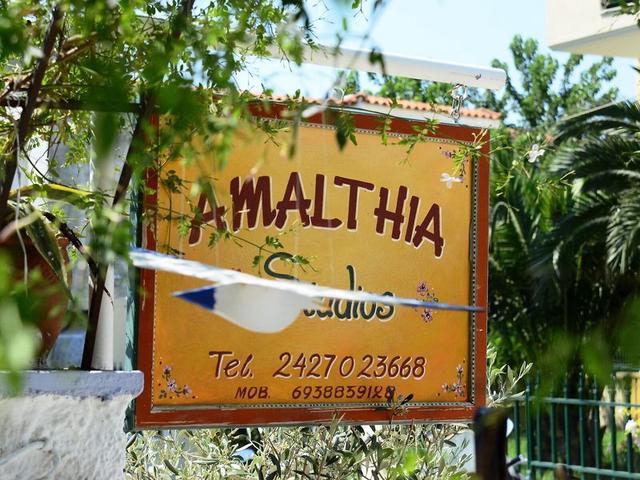 AMALTHIA
Studios
Tel. 2427023668
MOB. 6938859128